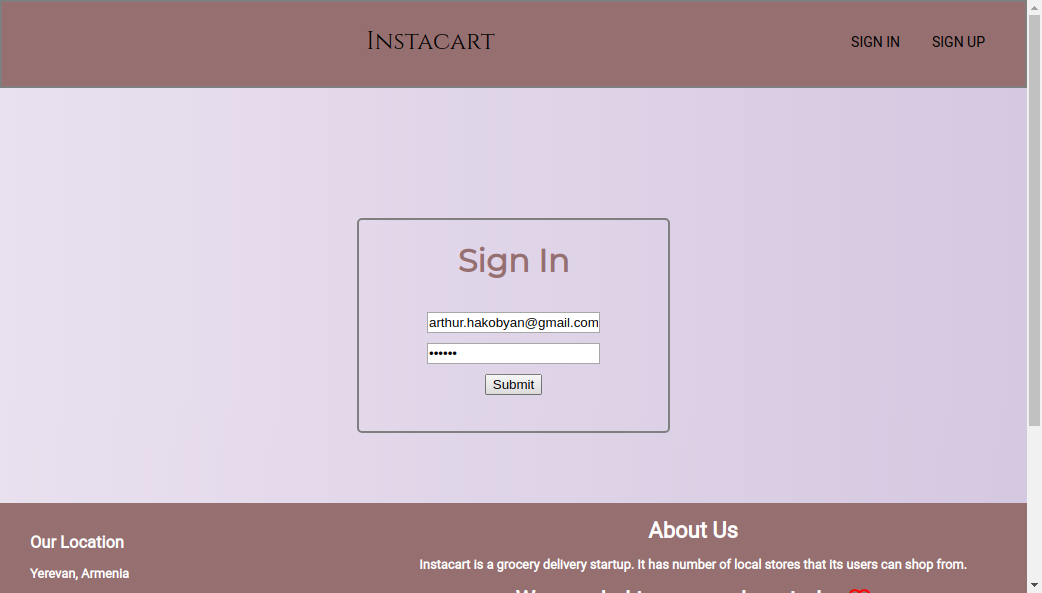 Instacart
SIGN IN SIGN UP
Sign In
arthur.hakobyan@gmail.com
••••••
Submit
Our Location
Yerevan, Armenia
About Us
Instacart is a grocery delivery startup. It has number of local stores that its users can shop from.